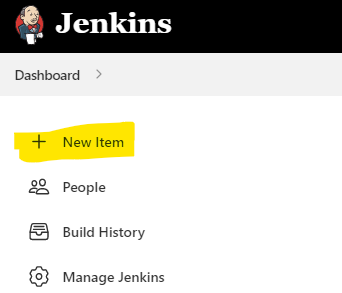 Jenkins
Dashboard
New Item
People
Build History
Manage Jenkins